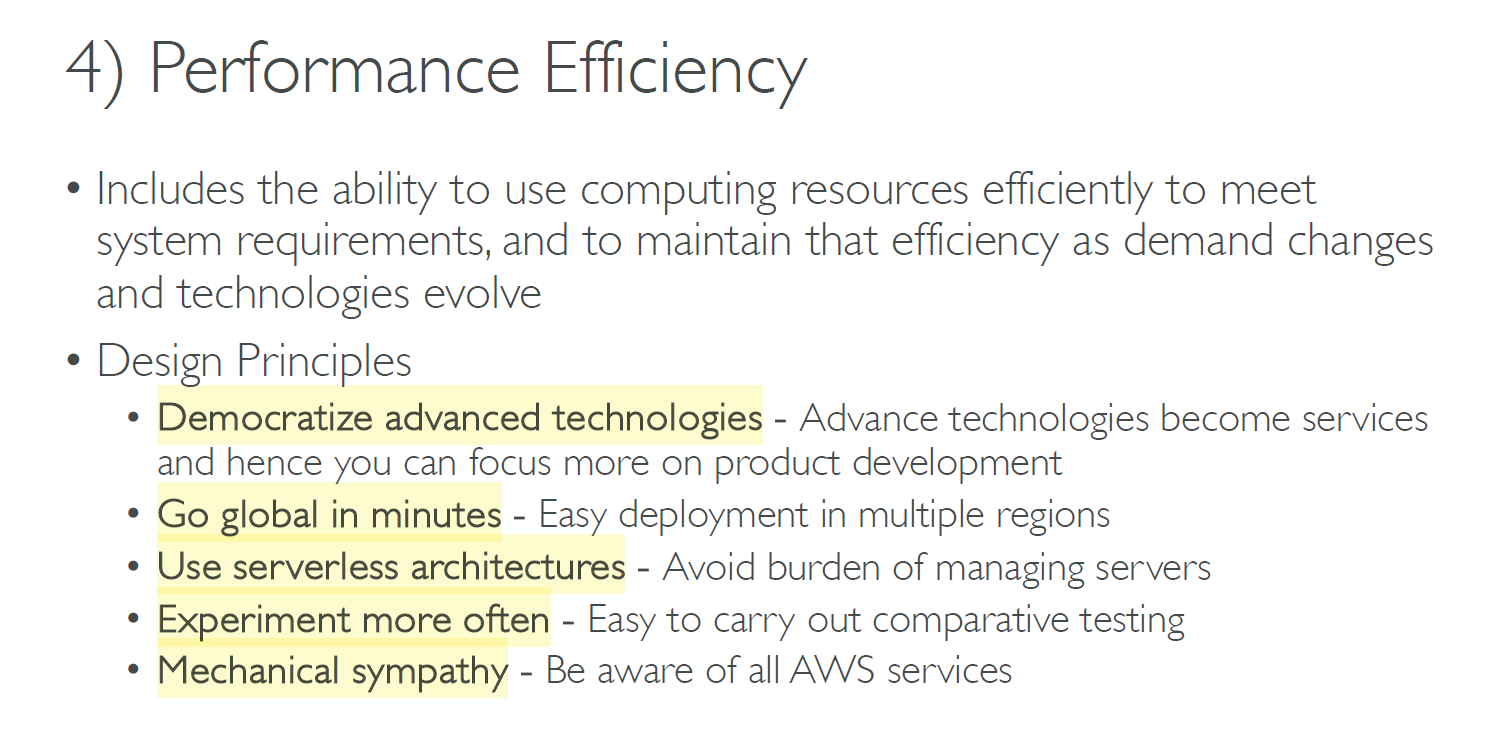 4) Performance Efficiency
• Includes the ability to use computing resources efficiently to meet
system requirements, and to maintain that efficiency as demand changes
and technologies evolve
• Design Principles
• Democratize advanced technologies - Advance technologies become services
and hence you can focus more on product development
• Go global in minutes - Easy deployment in multiple regions
• Use serverless architectures - Avoid burden of managing servers
• Experiment more often - Easy to carry out comparative testing
• Mechanical sympathy - Be aware of all AWS services